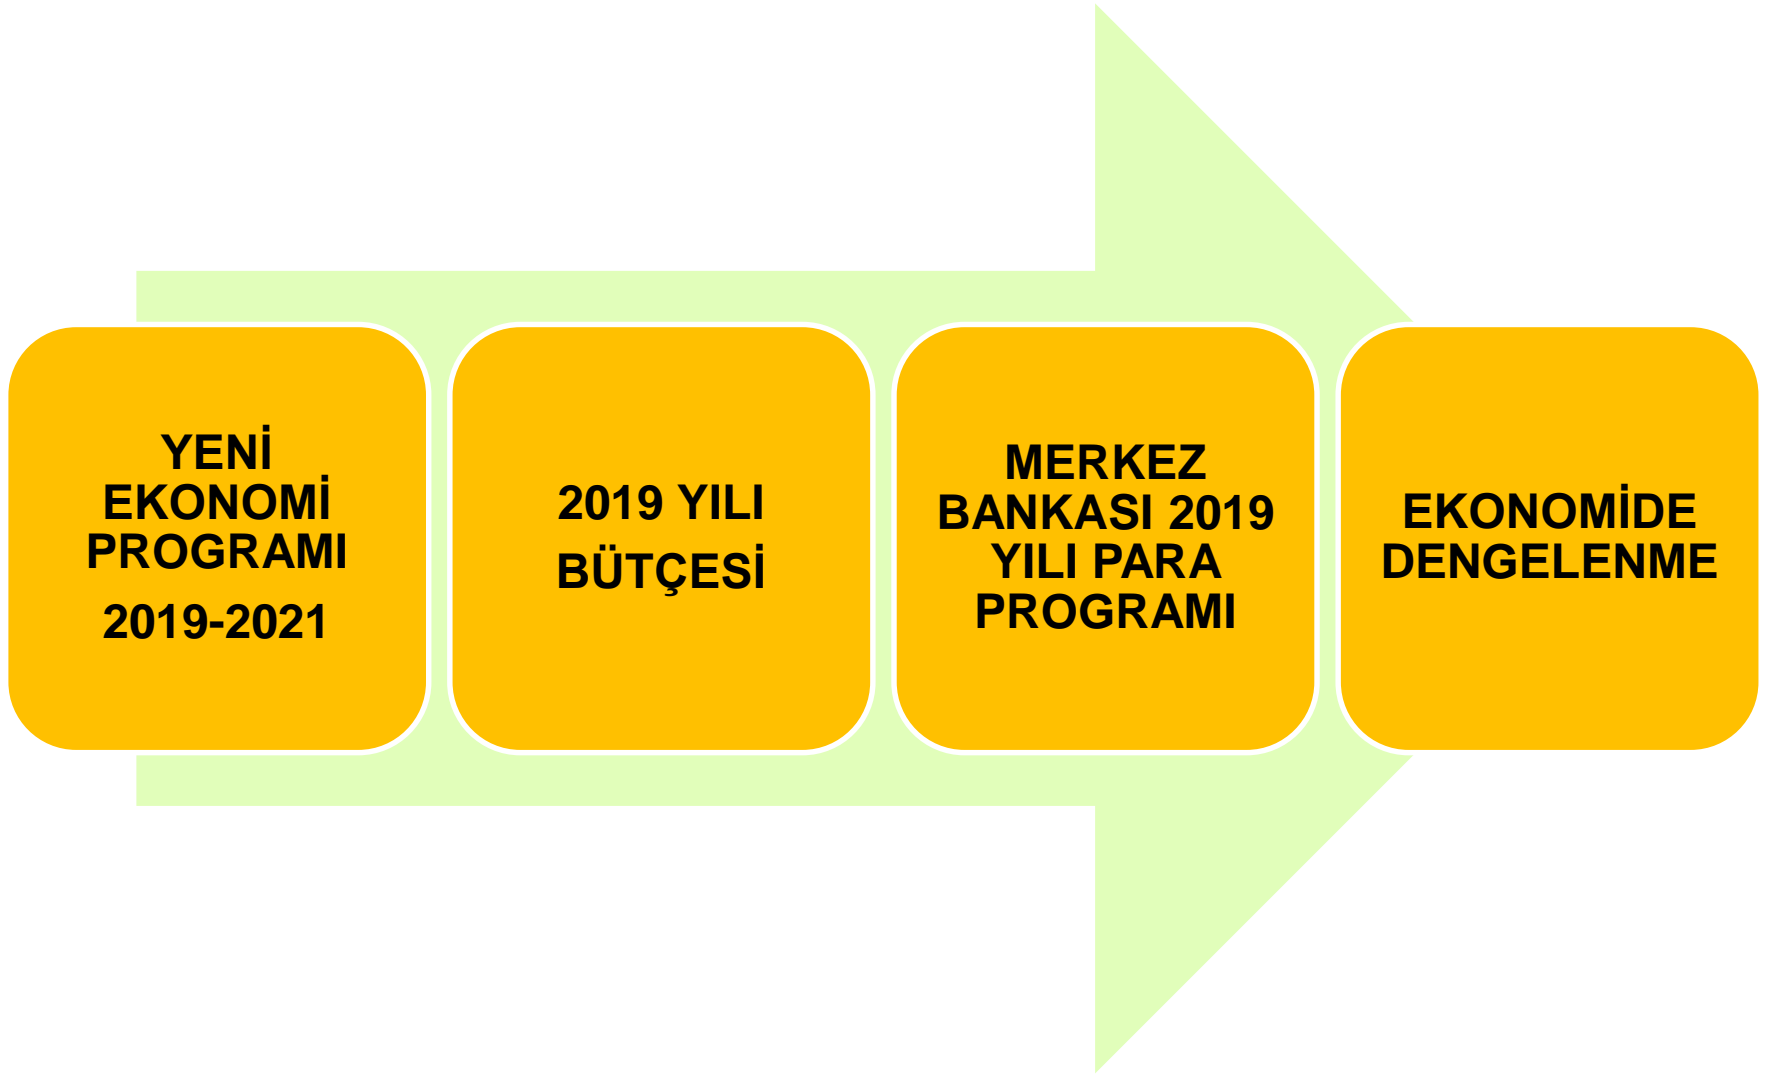 YENİ
EKONOMİ
PROGRAMI
2019-2021
2019 YILI
BÜTÇESİ
MERKEZ
BANKASI 2019
YILI PARA
PROGRAMI
EKONOMİDE
DENGELENME